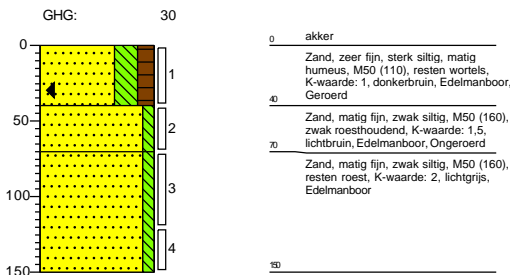 GHG: 30
0
50
100
150
1
2
3
4
0 akker
Zand, zeer fijn, sterk siltig, matig
humeus, M50 (110), resten wortels,
K-waarde: 1, donkerbruin, Edelmanboor,
Geroerd
40
Zand, matig fijn, zwak siltig, M50 (160),
zwak roesthoudend, K-waarde: 1,5,
lichtbruin, Edelmanboor, Ongeroerd
70
Zand, matig fijn, zwak siltig, M50 (160),
resten roest, K-waarde: 2, lichtgrijs,
Edelmanboor
150